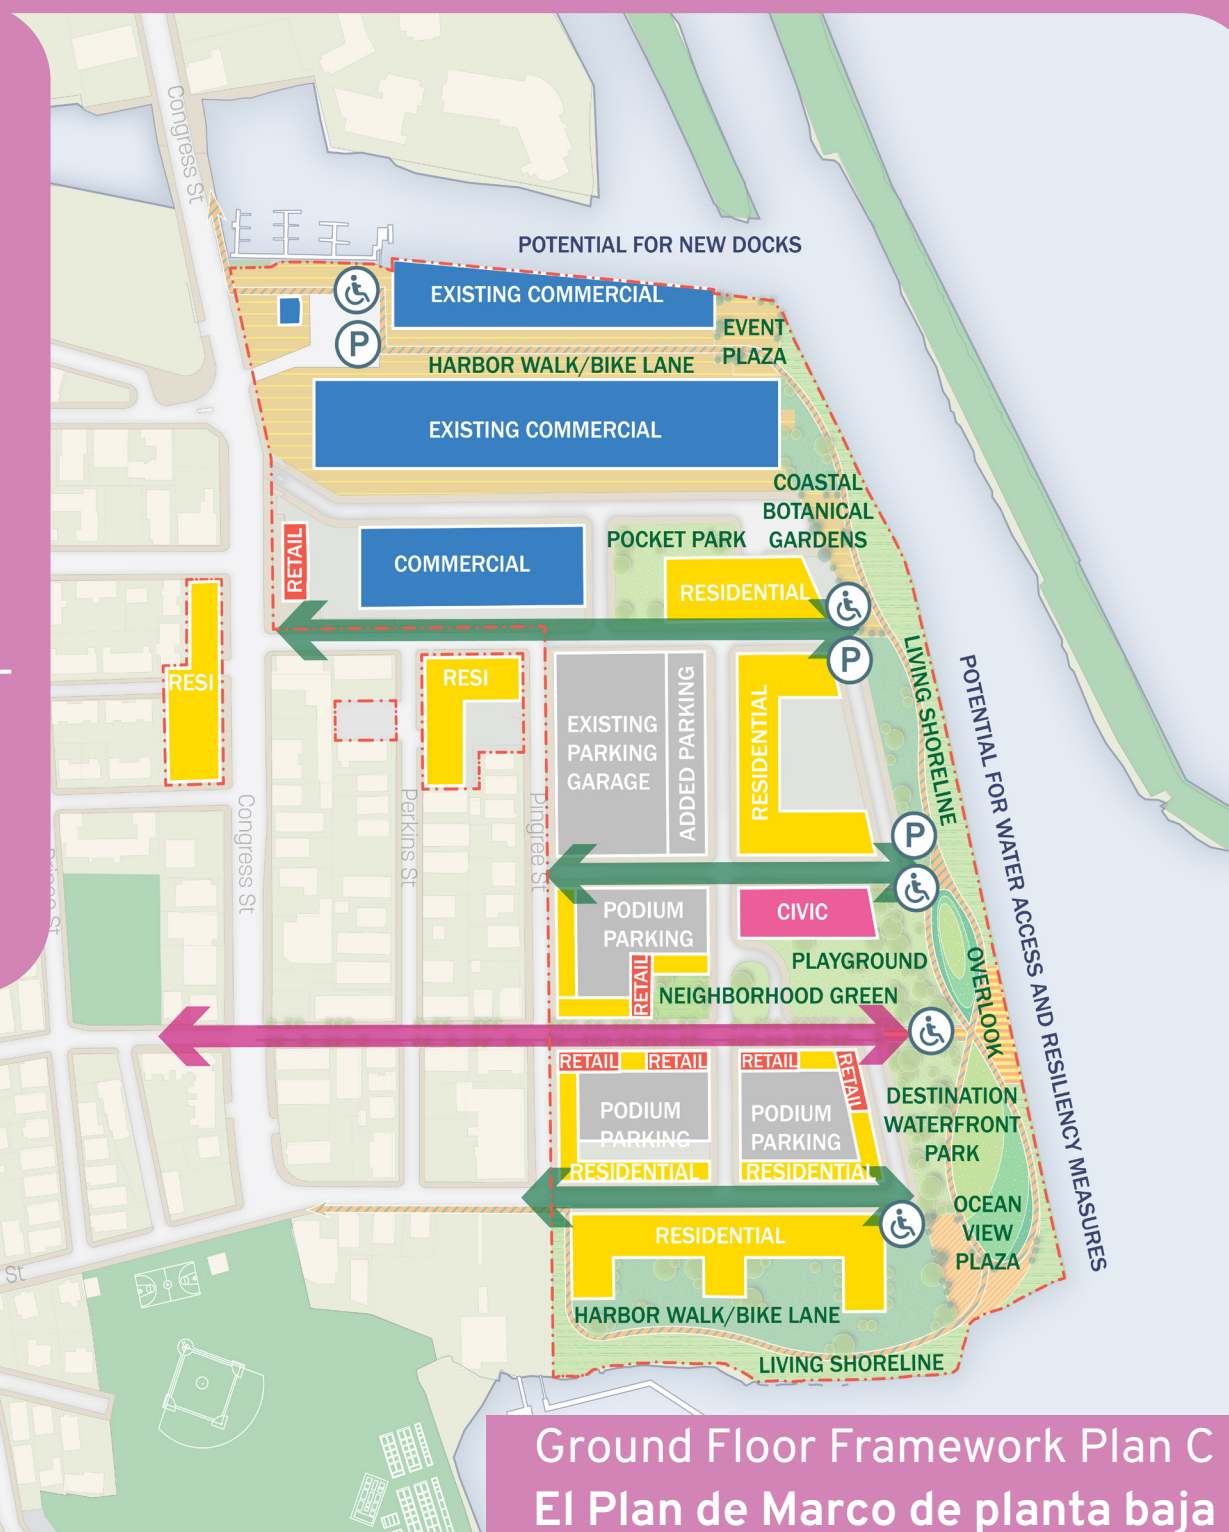 Congress St
POTENTIAL FOR NEW DOCKS
EXISTING COMMERCIAL
P
EVENT
PLAZA
HARBOR WALK/BIKE LANE
EXISTING COMMERCIAL
COASTAL
BOTANICAL
GARDENS
RETAIL
COMMERCIAL
POCKET PARK
RESIDENTIAL
P
RESI
RESI
LIVING SHORELINE
POTENTIAL FOR WATER ACCESS AND RESILIENCY MEASURES
EXISTING
PARKING
GARAGE
ADDED PARKING
RESIDENTIAL
Congress St
Perkins St
Pingree St
P
PODIUM
PARKING
CIVIC
RETAIL
PLAYGROUND
NEIGHBORHOOD GREEN
OVERLOOK
RETAIL
RETAIL
RETAIL
RETAIL
PODIUM
PARKING
PODIUM
PARKING
DESTINATION
WATERFRONT
PARK
RESIDENTIAL
RESIDENTIAL
OCEAN
VIEW
PLAZA
RESIDENTIAL
St
HARBOR WALK/BIKE LANE
LIVING SHORELINE
Ground Floor Framework Plan C
El Plan de Marco de planta baja